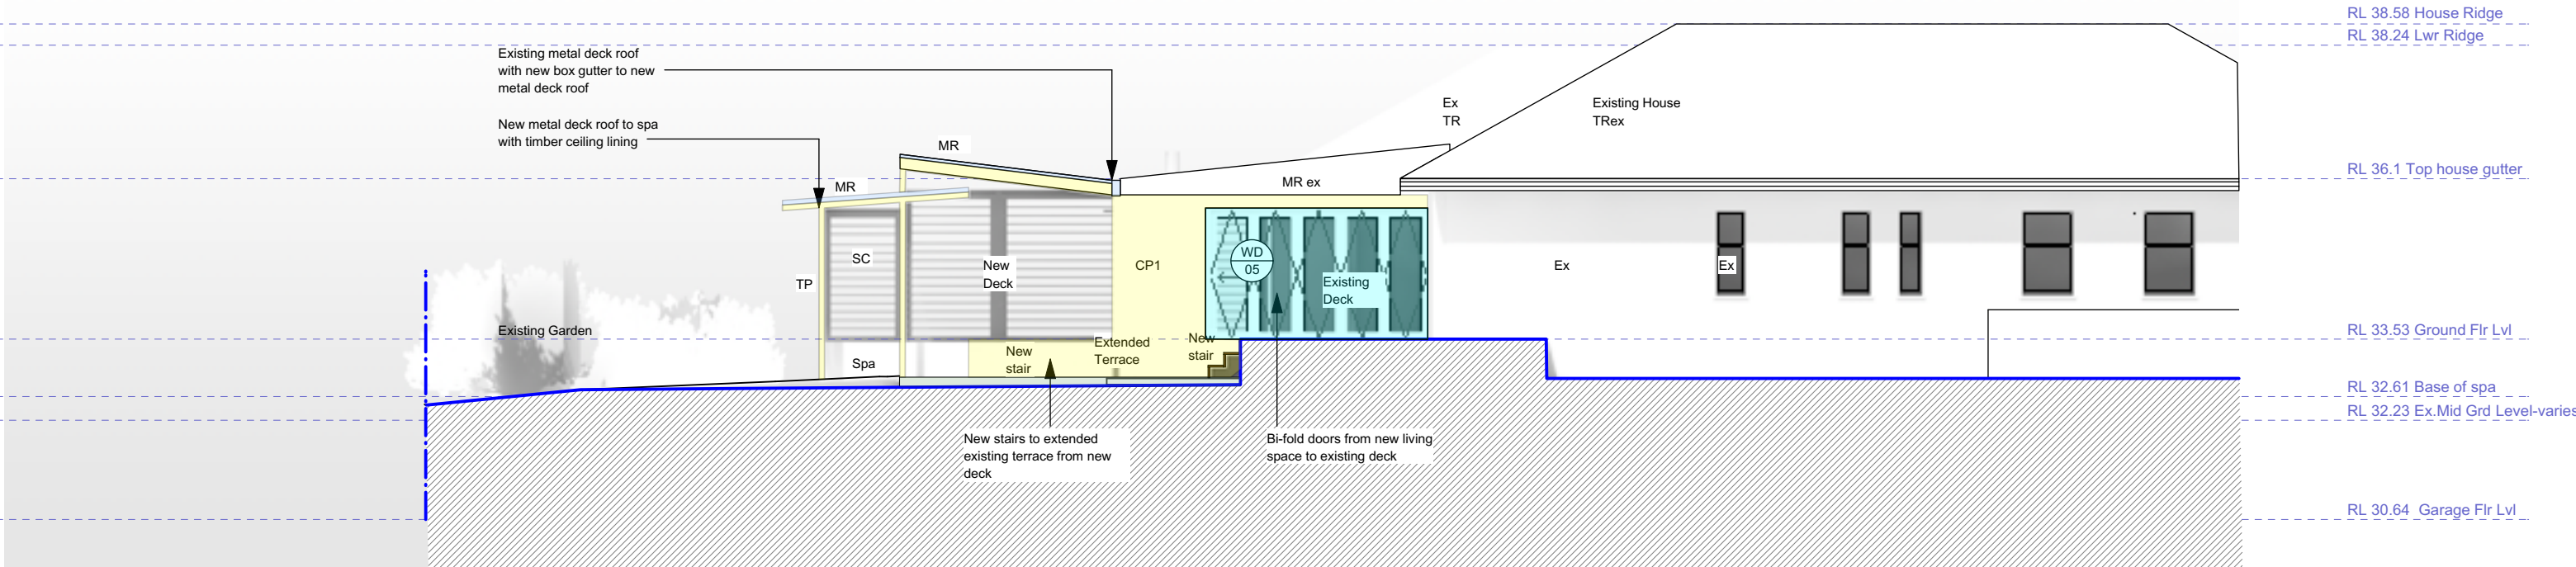 RL 38.58 House Ridge
RL 38.24 Lwr Ridge
Existing metal deck roof
with new box gutter to new
metal deck roof
New metal deck roof to spa
with timber ceiling lining
Ex
TR
Existing House
TRex
MR
MR
MR ex
RL 36.1 Top house gutter
SC
TP
New
Deck
CP1
WD
05
Existing
Deck
Ex
Ex
Existing Garden
RL 33.53 Ground Flr Lvl
Spa
New
stair
Extended
Terrace
New
stair
RL 32.61 Base of spa
RL 32.23 Ex.Mid Grd Level-varies
New stairs to extended
existing terrace from new
deck
Bi-fold doors from new living
space to existing deck
RL 30.64 Garage Flr Lvl